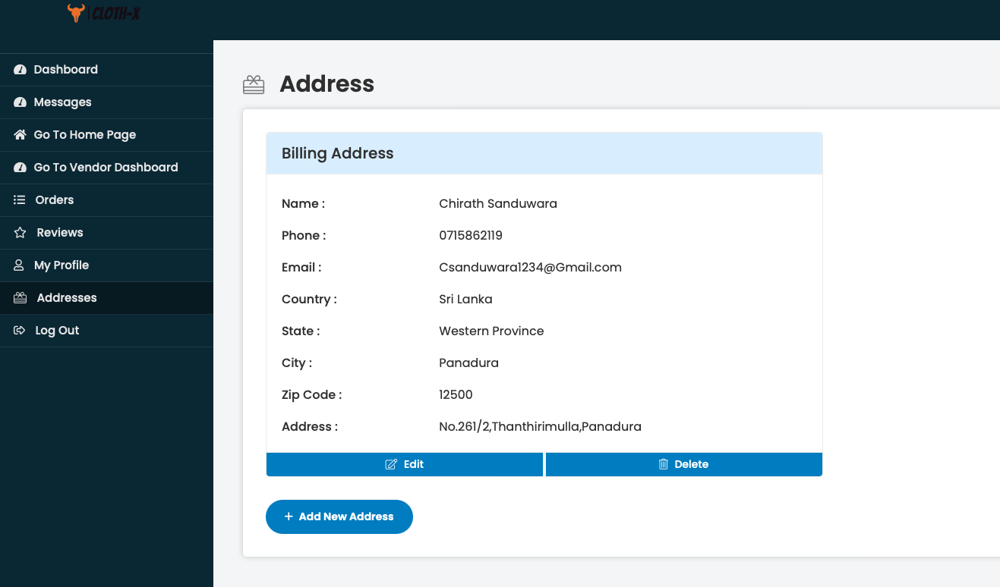 CLOTH-X
Dashboard
Messages
Go To Home Page
Go To Vendor Dashboard
Orders
Reviews
My Profile
Addresses
Log Out
Address
Billing Address
Name : Chirath Sanduwara
Phone : 0715862119
Email : Csanduwara1234@Gmail.com
Country : Sri Lanka
State : Western Province
City : Panadura
Zip Code : 12500
Address : No.261/2,Thanthirimulla,Panadura
Edit Delete
+ Add New Address